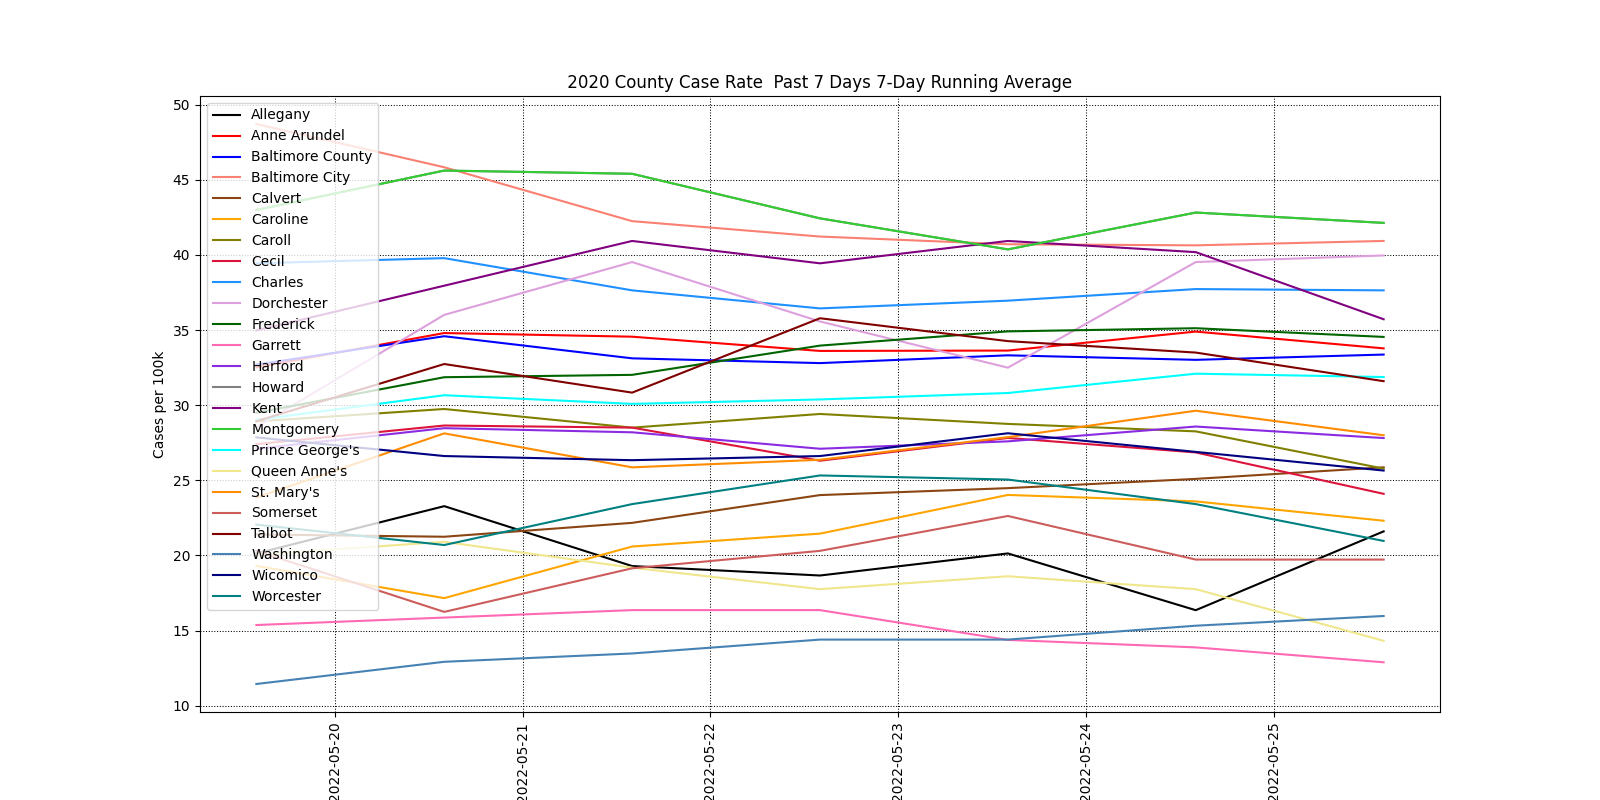 2020 County Case Rate  Past 7 Days 7-Day Running Average
Cases per 100k
50
45
40
35
30
25
20
15
10
Allegany
Anne Arundel
Baltimore County
Baltimore City
Calvert
Caroline
Caroll
Cecil
Charles
Dorchester
Frederick
Garrett
Harford
Howard
Kent
Montgomery
Prince George's
Queen Anne's
St. Mary's
Somerset
Talbot
Washington
Wicomico
Worcester
2022-05-20
2022-05-21
2022-05-22
2022-05-23
2022-05-24
2022-05-25